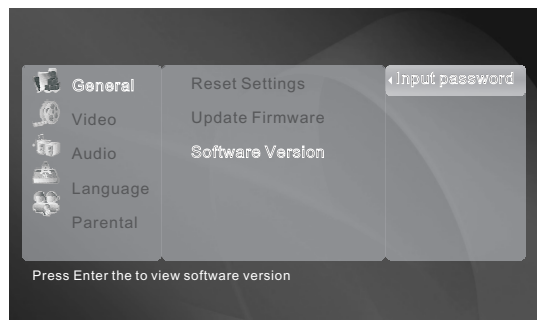 General
Video
Audio
Language
Parental
Reset Settings
Update Firmware
Software Version
Input password
Press Enter the to view software version